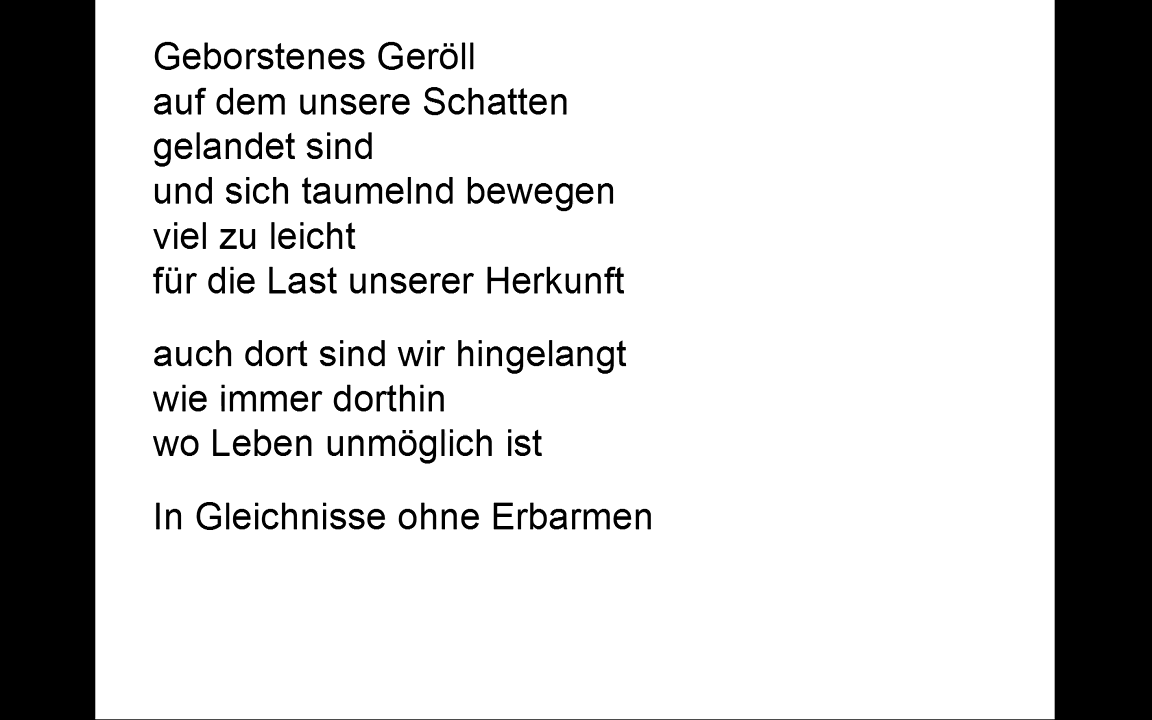 Geborstenes Geröll
auf dem unsere Schatten
gelandet sind
und sich taumelnd bewegen
viel zu leicht
für die Last unserer Herkunft
auch dort sind wir hingelangt
wie immer dorthin
wo Leben unmöglich ist
In Gleichnisse ohne Erbarmen